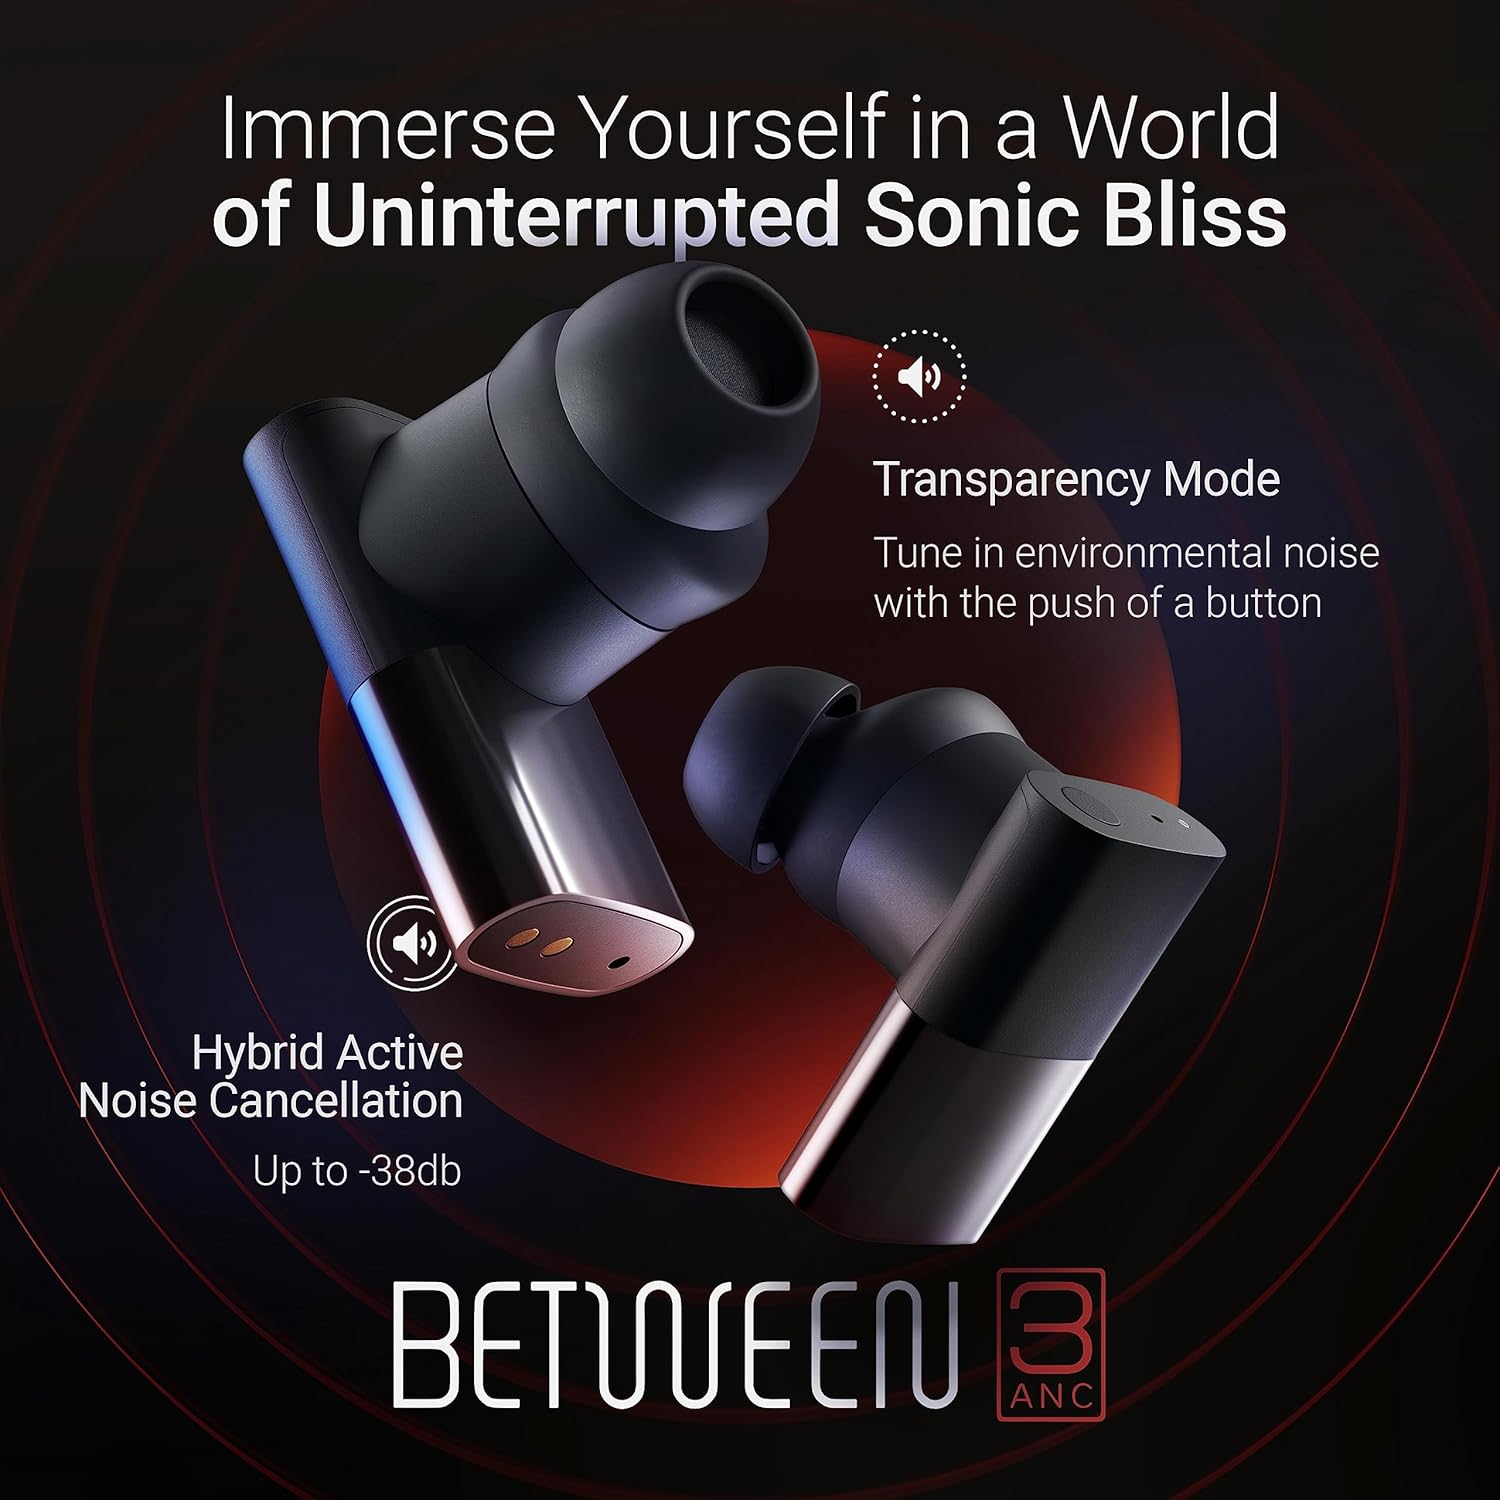 Immerse Yourself in a World
of Uninterrupted Sonic Bliss
Transparency Mode
Tune in environmental noise
with the push of a button
Hybrid Active
Noise Cancellation
Up to -38db
BETWEEN 3
ANC